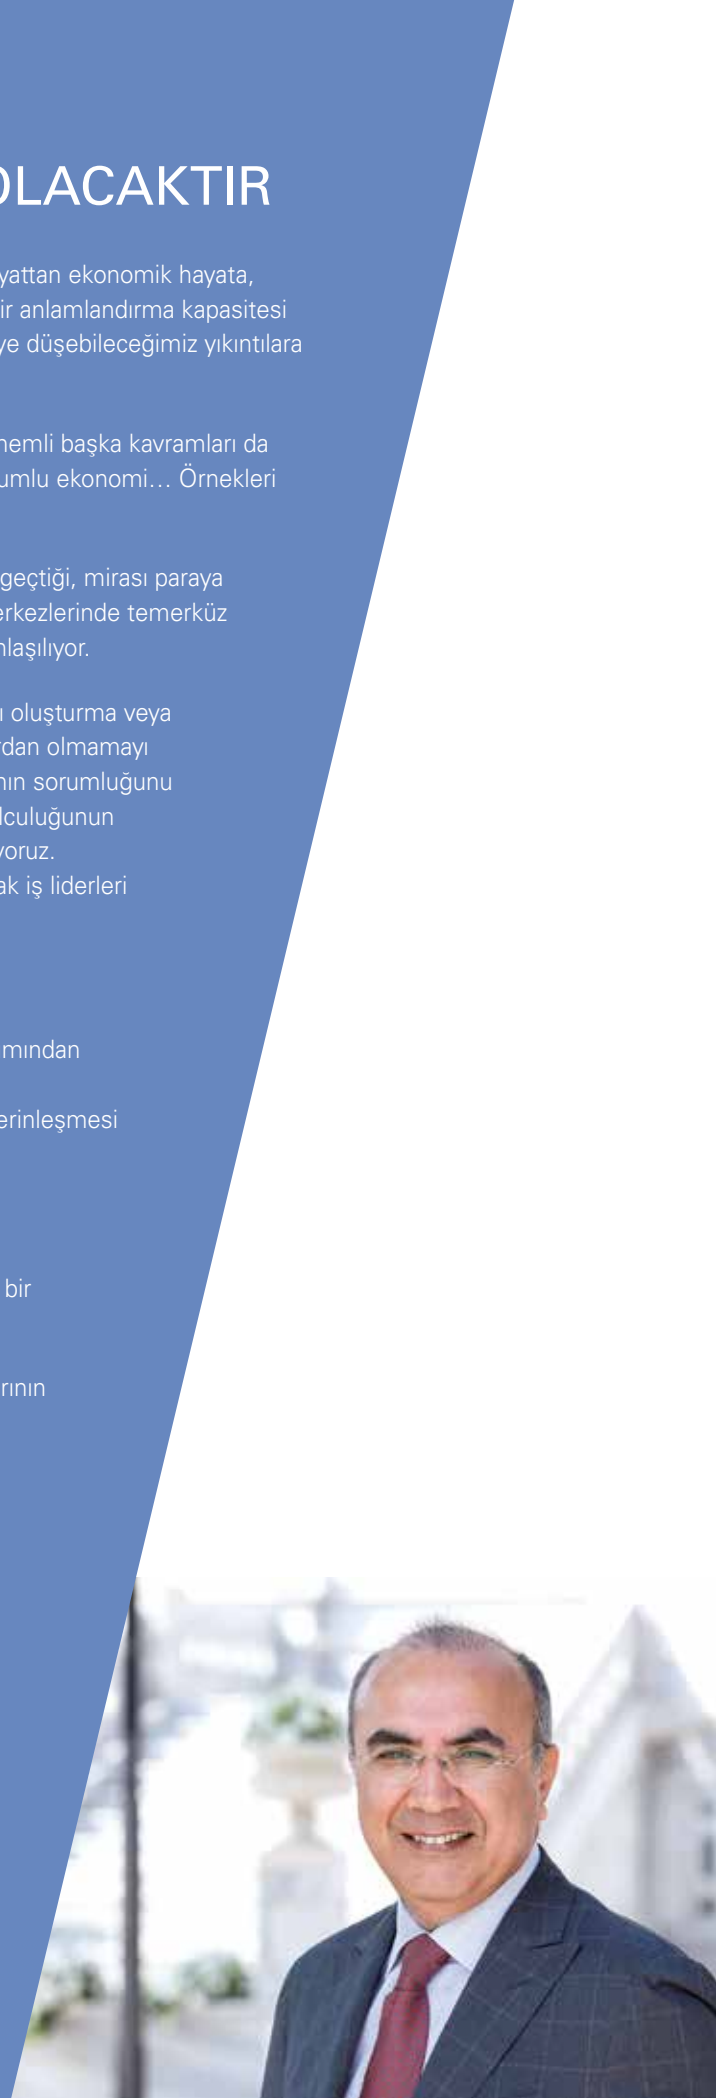 OLACAKTIR
yattan ekonomik hayata,
ir anlamlandırma kapasitesi
ye düşebileceğimiz yıkıntılara
nemli başka kavramları da
umlu ekonomi… Örnekleri
geçtiği, mirası paraya
erkezlerinde temerküz
nlaşılıyor.
ı oluşturma veya
rdan olmamayı
nın sorumluğunu
lculuğunun
yoruz.
ak iş liderleri
mından
erinleşmesi
bir
rının